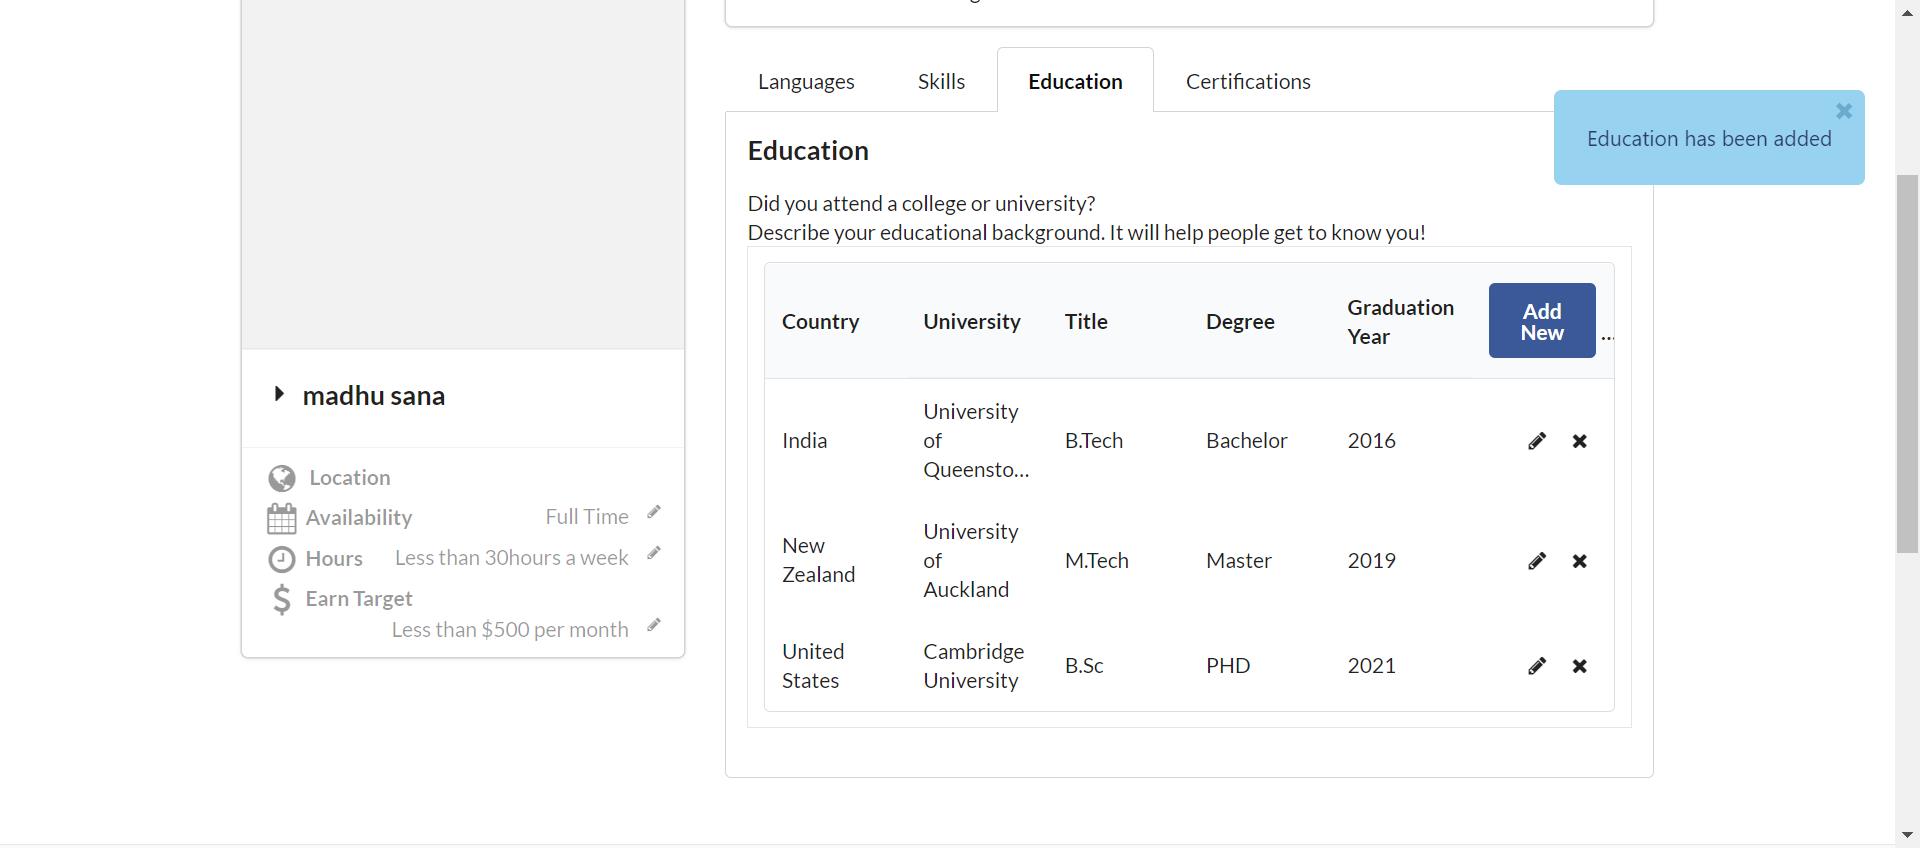 Languages
Skills
Education
Certifications
Education has been added
Education
Did you attend a college or university?
Describe your educational background. It will help people get to know you!
Country
University
Title
Degree
Graduation
Year
Add
New
...
India
University
of
Queensto...
B.Tech
Bachelor
2016
New
Zealand
University
of
Auckland
M.Tech
Master
2019
United
States
Cambridge
University
B.Sc
PHD
2021
madhu sana
Location
Availability
Full Time
Hours
Less than 30hours a week
Earn Target
Less than $500 per month